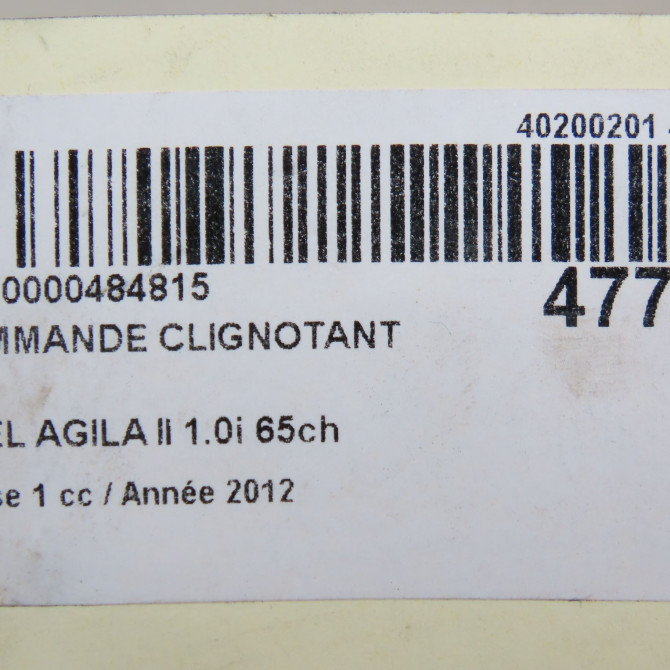 40200201
0000484815
477
MMANDE CLIGNOTANT
EL AGILA II 1.0i 65ch
se 1 cc / Année 2012